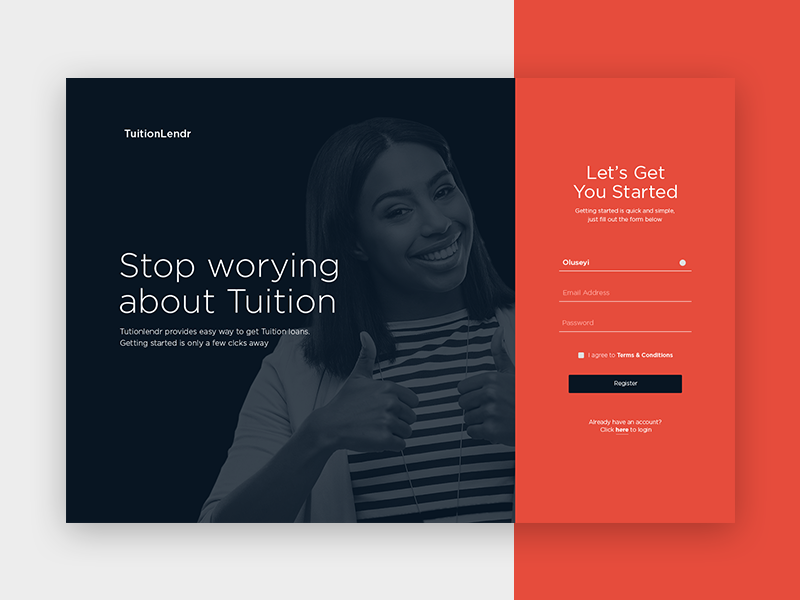 TuitionLendr
Stop worying
about Tuition
Tutionlendr provides easy way to get Tuition loans.
Getting started is only a few clcks away
Let's Get
You Started
Getting started is quick and simple,
just fill out the form below
Oluseyi
Email Address
Password
I agree to Terms & Conditions
Register
Already have an account?
Click here to login